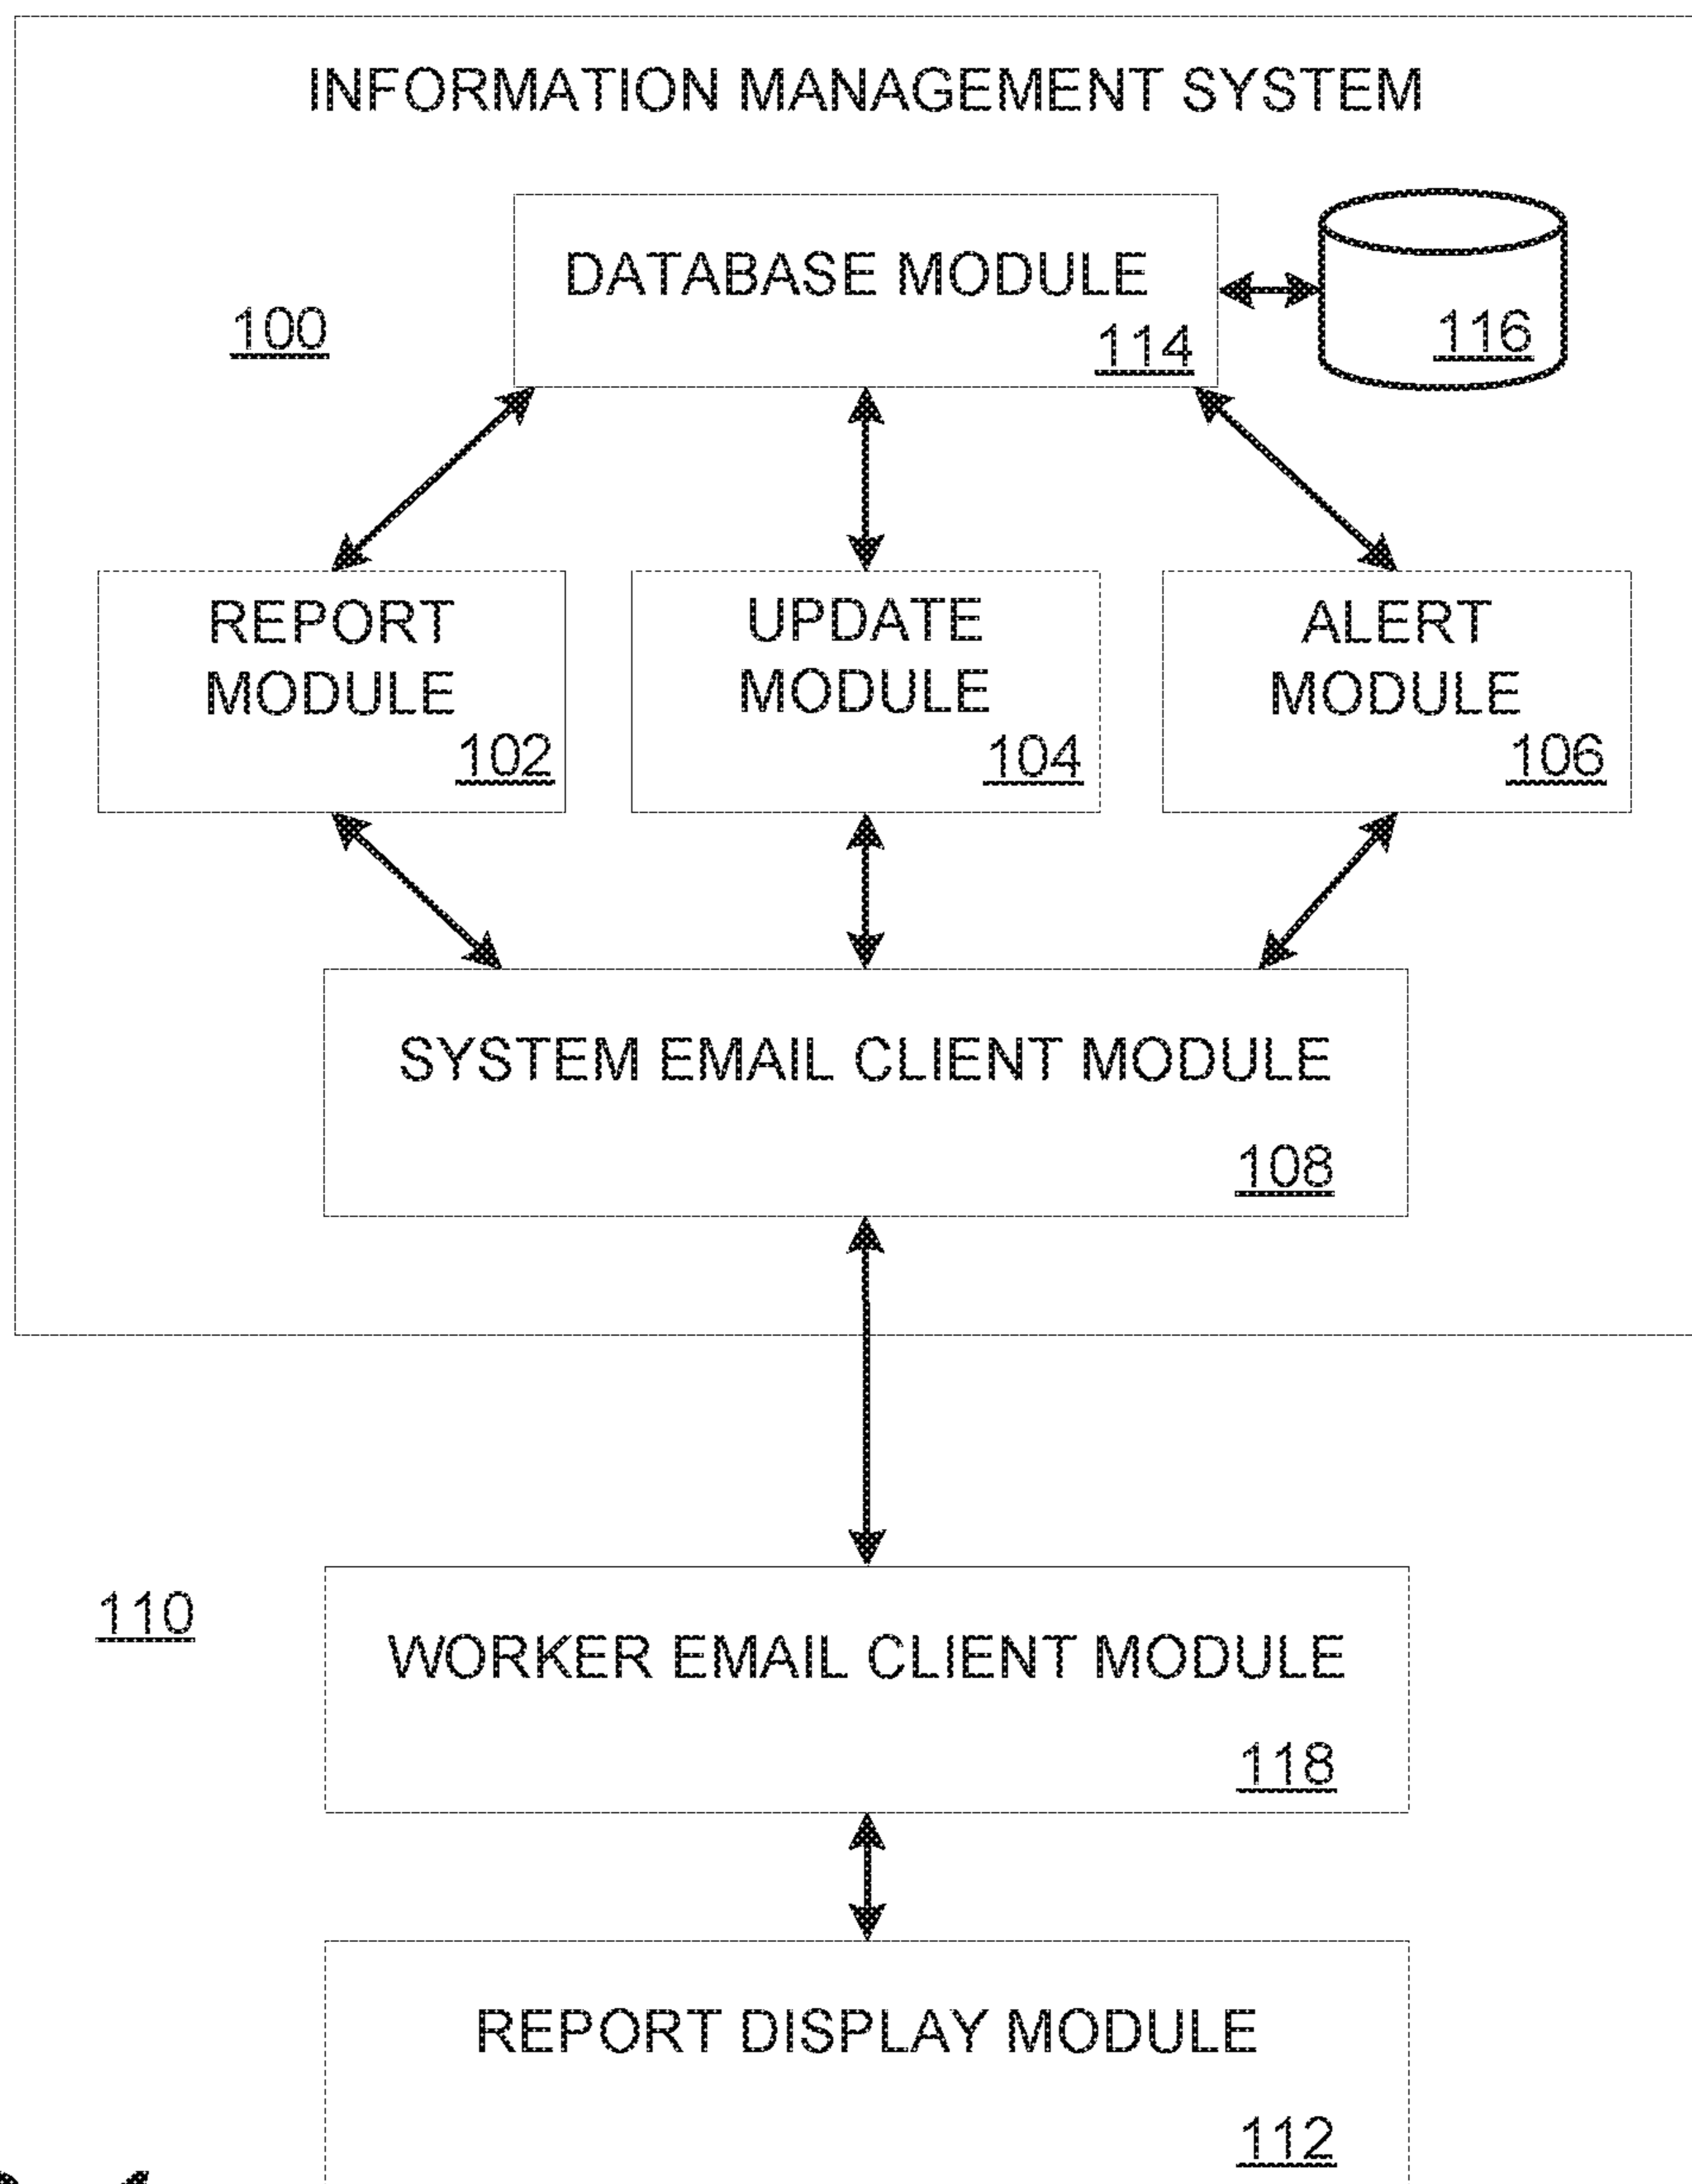 INFORMATION MANAGEMENT SYSTEM
DATABASE MODULE
114
116
100
REPORT
MODULE
102
UPDATE
MODULE
104
ALERT
MODULE
106
SYSTEM EMAIL CLIENT MODULE
108
110
WORKER EMAIL CLIENT MODULE
118
REPORT DISPLAY MODULE
112